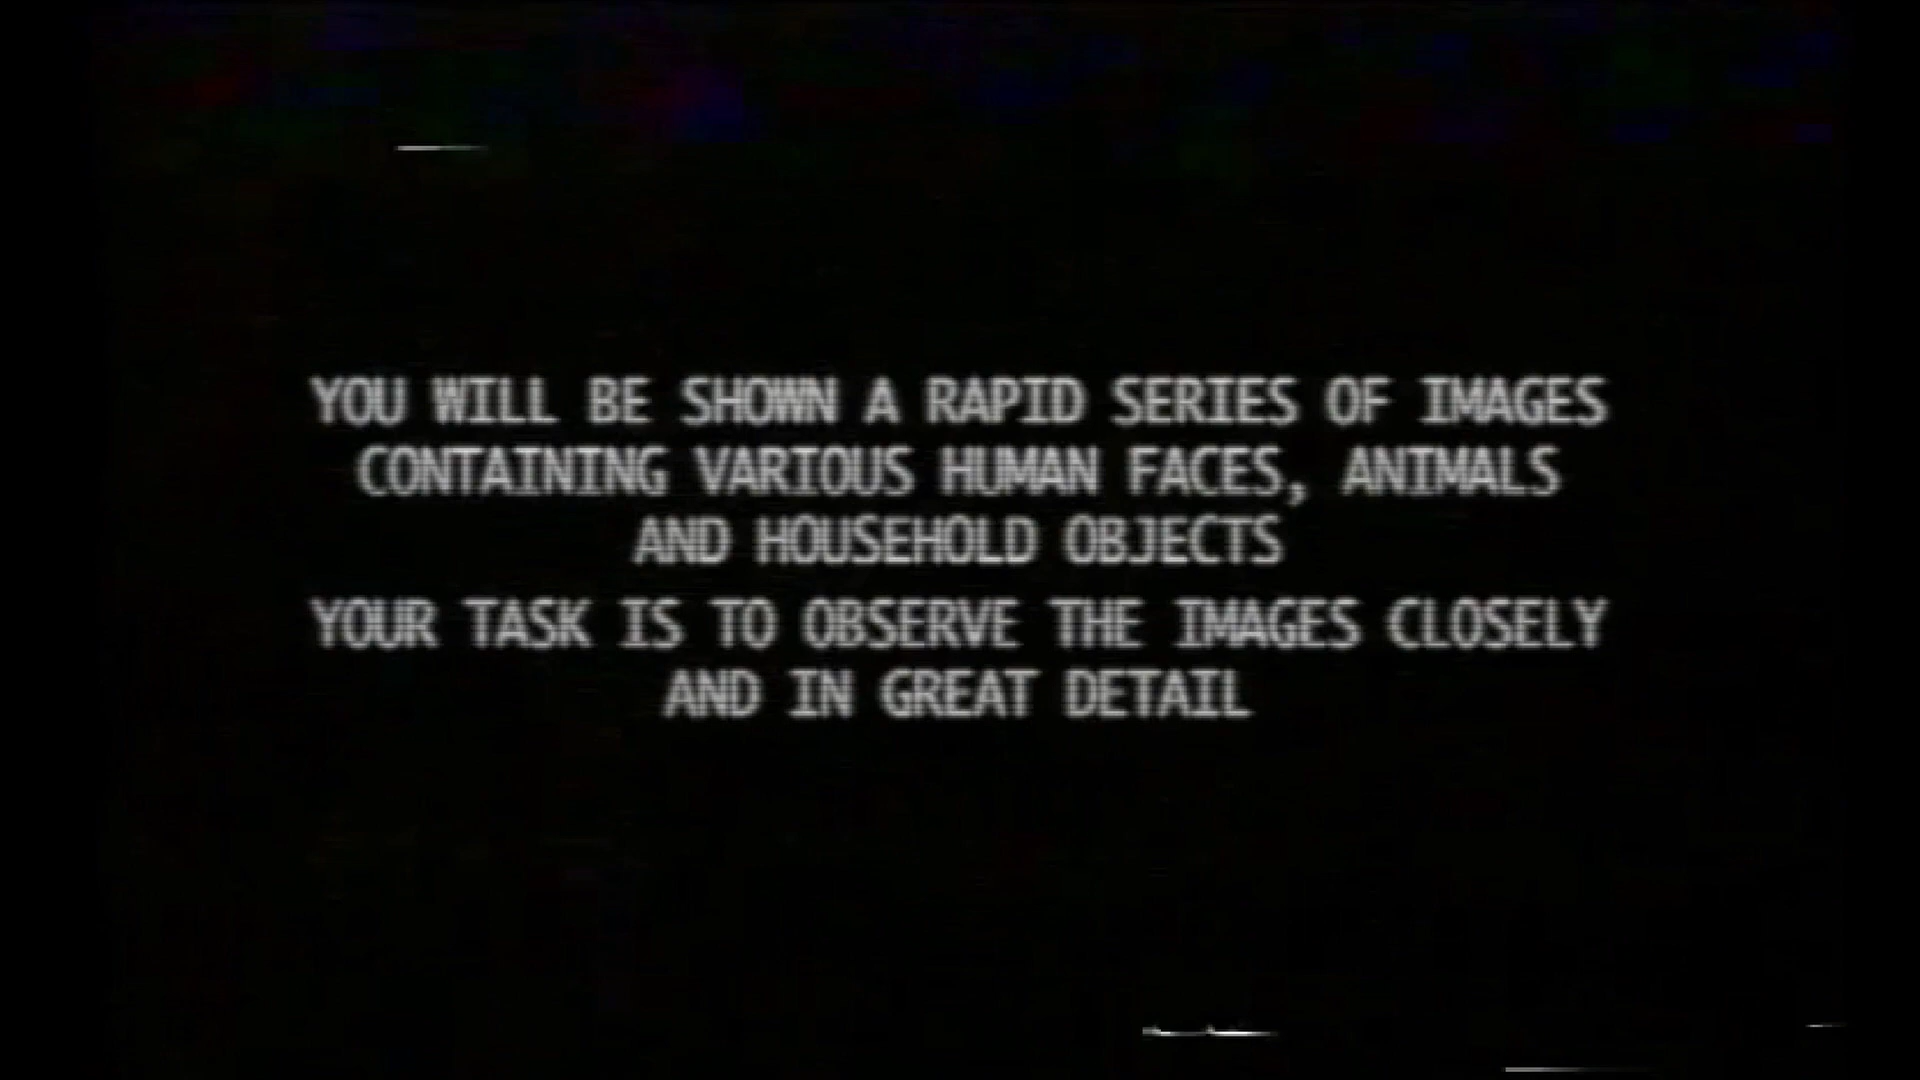 YOU WILL BE SHOWN A RAPID SERIES OF IMAGES
CONTAINING VARIOUS HUMAN FACES, ANIMALS
AND HOUSEHOLD OBJECTS
YOUR TASK IS TO OBSERVE THE IMAGES CLOSELY
AND IN GREAT DETAIL